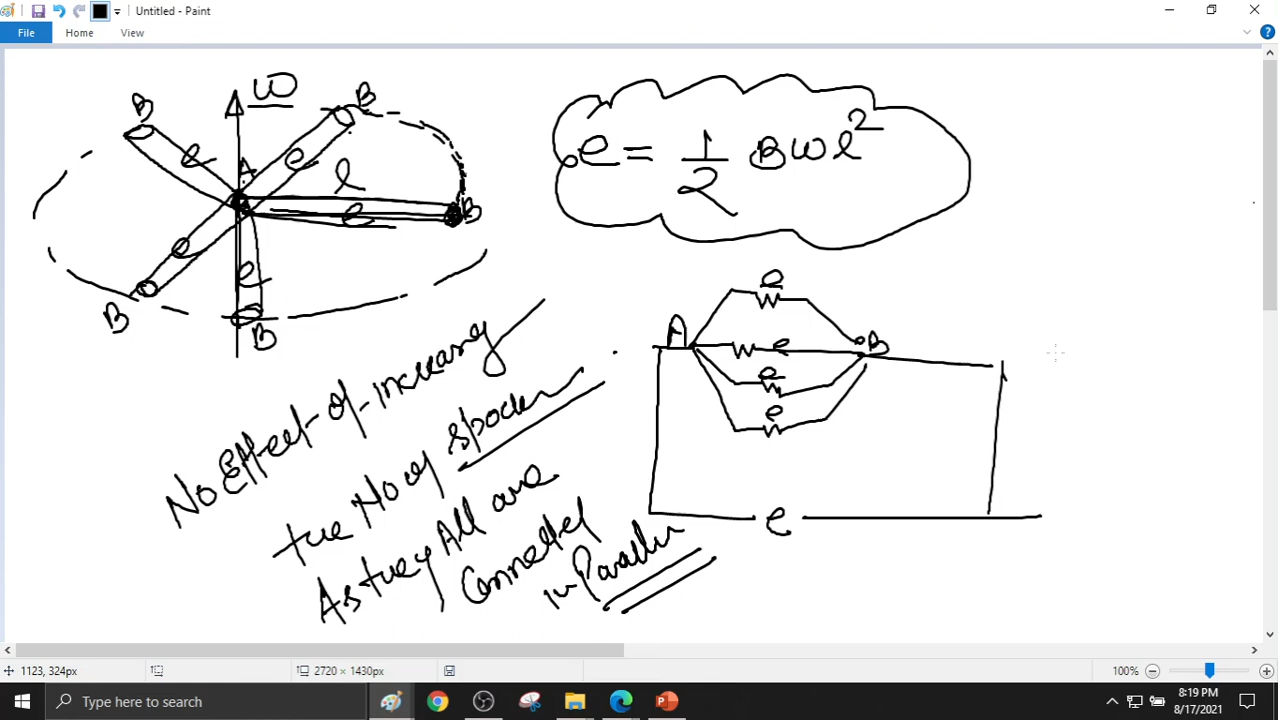 Untitled - Paint
File Home View
ω
B
B
e
A
e
l
e
B
e
e
B
B
e = 1/2 Bωl²
e
A
e
B
e
e
e
No Effect of increasing
the No of spocken
As they All are
Connected
in Parallel
1123, 324px
2720 × 1430px
100%
Type here to search
8:19 PM
8/17/2021